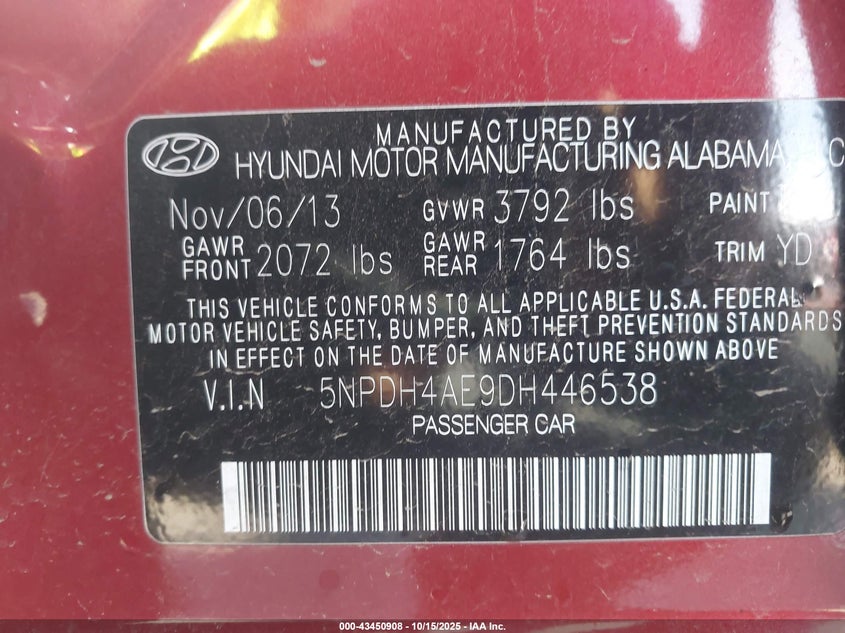 MANUFACTURED BY
HYUNDAI MOTOR MANUFACTURING ALABAMA,
Nov/06/13 GVWR 3792 lbs PAINT
GAWR FRONT 2072 lbs GAWR REAR 1764 lbs TRIM YD
THIS VEHICLE CONFORMS TO ALL APPLICABLE U.S.A. FEDERAL
MOTOR VEHICLE SAFETY, BUMPER, AND THEFT PREVENTION STANDARDS
IN EFFECT ON THE DATE OF MANUFACTURE SHOWN ABOVE
V.I.N 5NPDH4AE9DH446538
PASSENGER CAR
000-43450908 - 10/15/2025 - IAA Inc.